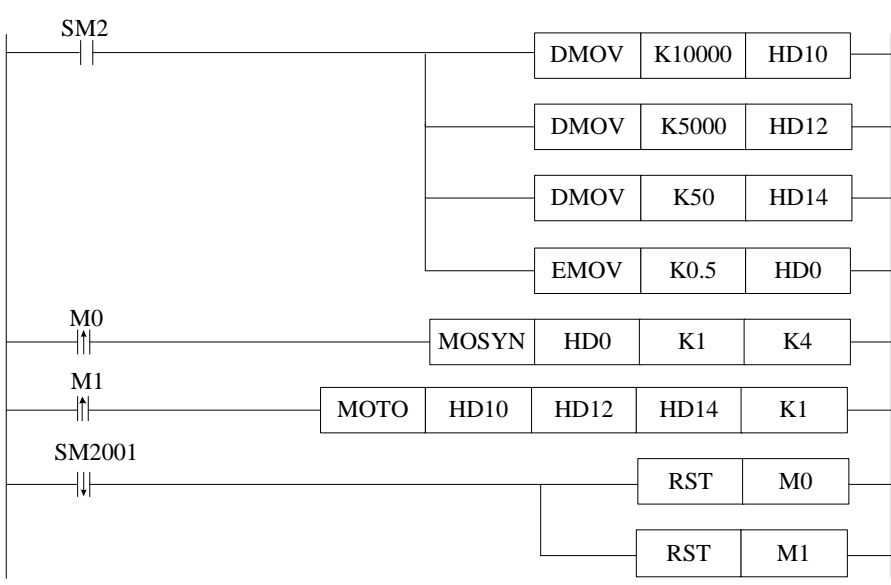 SM2
DMOV K10000 HD10
DMOV K5000 HD12
DMOV K50 HD14
EMOV K0.5 HD0
M0
MOSYN HD0 K1 K4
M1
MOTO HD10 HD12 HD14 K1
SM2001
RST M0
RST M1